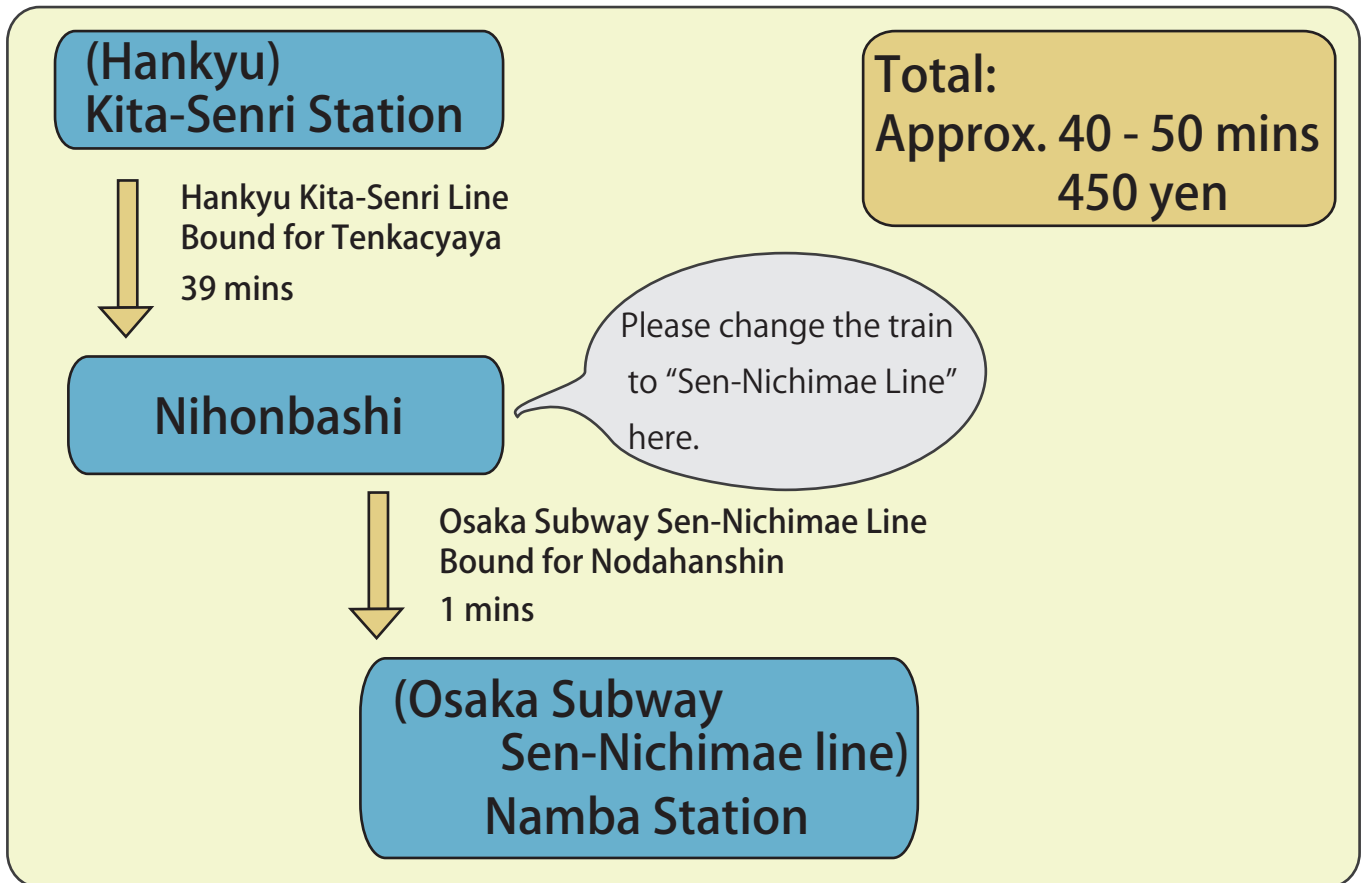 (Hankyu)
Kita-Senri Station
Total:
Approx. 40 - 50 mins
450 yen
Hankyu Kita-Senri Line
Bound for Tenkacyaya
39 mins
Please change the train
to “Sen-Nichimae Line”
here.
Nihonbashi
Osaka Subway Sen-Nichimae Line
Bound for Nodahanshin
1 mins
(Osaka Subway
Sen-Nichimae line)
Namba Station